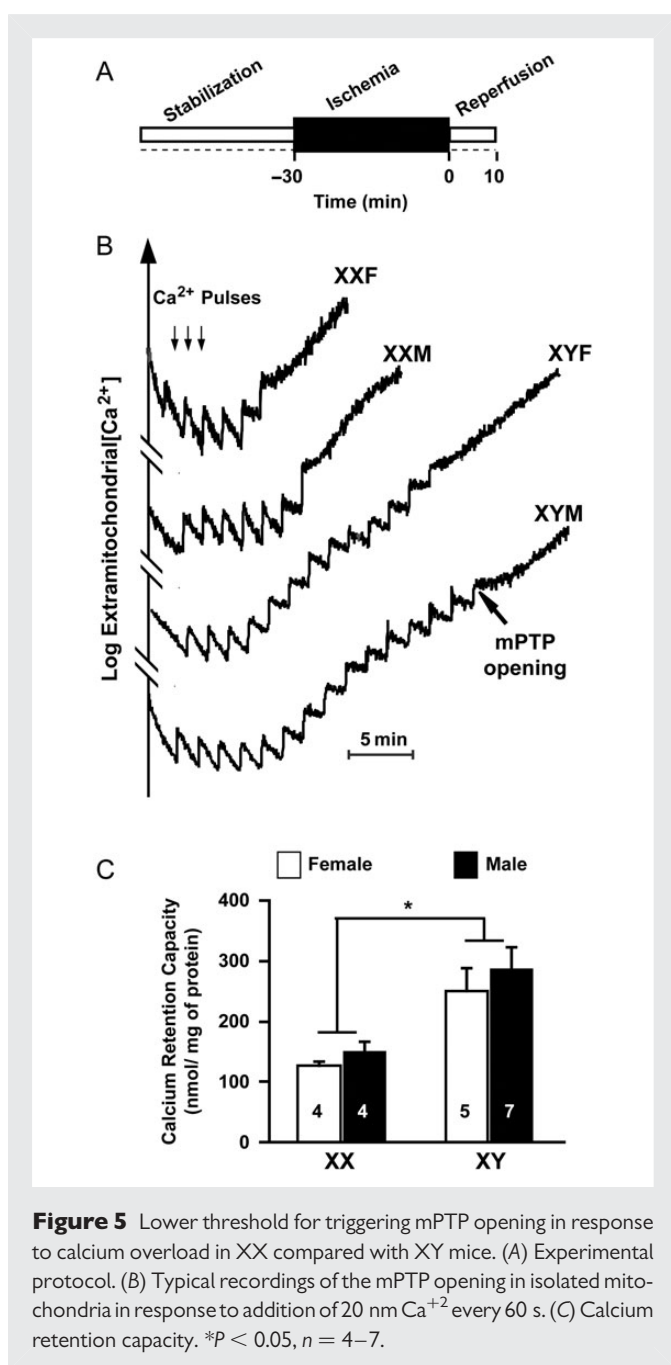 A
Stabilization
Ischemia
Reperfusion
−30
0
10
Time (min)
B
Ca2+ Pulses
Log Extramitochondrial[Ca2+]
XXF
XXM
XYF
XYM
mPTP
opening
5 min
C
Female
Male
Calcium Retention Capacity
(nmol/ mg of protein)
400
300
200
100
0
*
4
4
5
7
XX
XY
Figure 5 Lower threshold for triggering mPTP opening in response
to calcium overload in XX compared with XY mice. (A) Experimental
protocol. (B) Typical recordings of the mPTP opening in isolated mito-
chondria in response to addition of 20 nm Ca+2 every 60 s. (C) Calcium
retention capacity. *P < 0.05, n = 4–7.